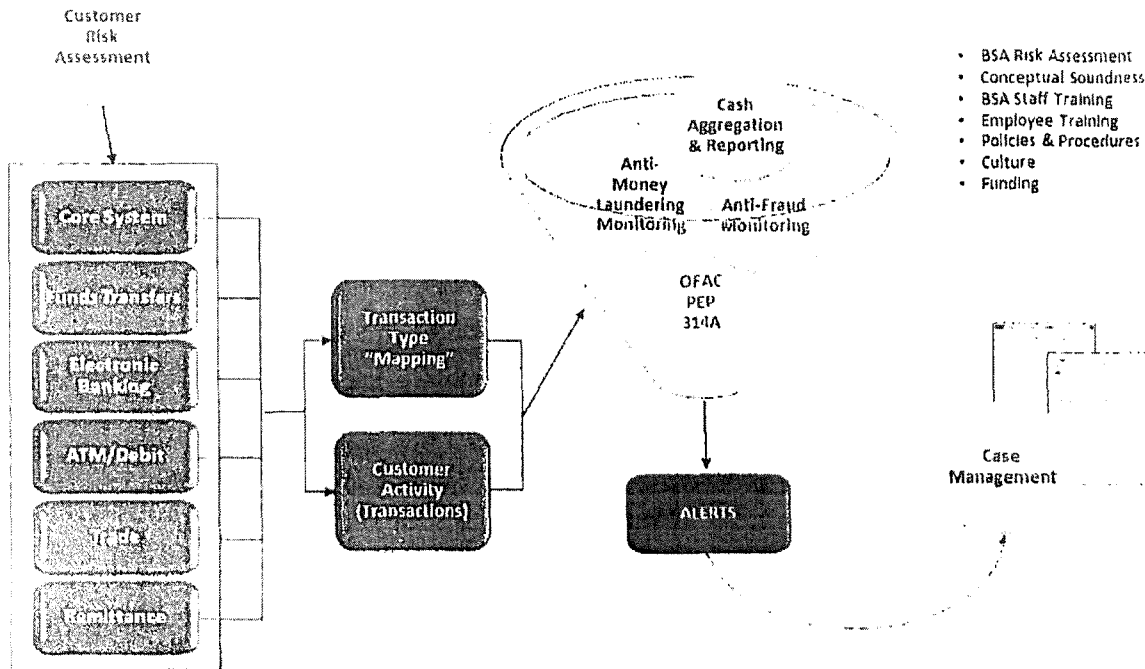 Customer
Risk
Assessment
Core System
Funds Transfers
Electronic
Banking
ATM/Debit
Trade
Remittance
Transaction
Type
"Mapping"
Customer
Activity
(Transactions)
Cash
Aggregation
& Reporting
Anti-
Money
Laundering
Monitoring
Anti-Fraud
Monitoring
OFAC
PEP
314A
ALERTS
• BSA Risk Assessment
• Conceptual Soundness
• BSA Staff Training
• Employee Training
• Policies & Procedures
• Culture
• Funding
Case
Management